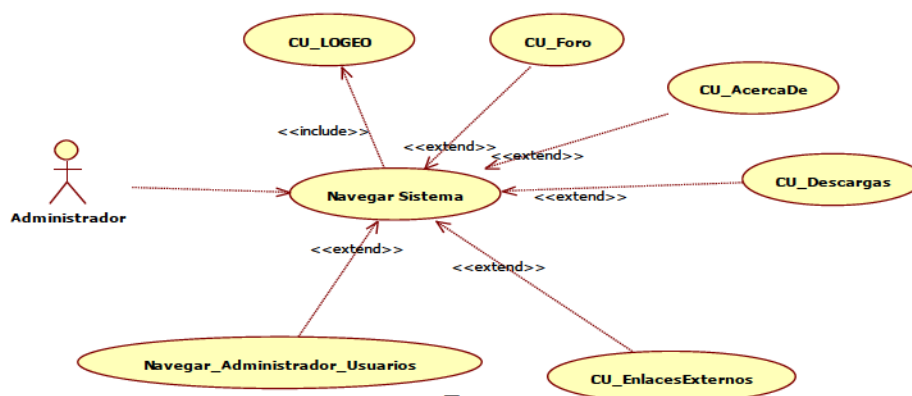 CU_LOGEO
CU_Foro
CU_AcercaDe
<<include>>
<<extend>>
<<extend>>
CU_Descargas
Navegar Sistema
<<extend>>
Administrador
<<extend>>
<<extend>>
Navegar_Administrador_Usuarios
CU_EnlacesExternos